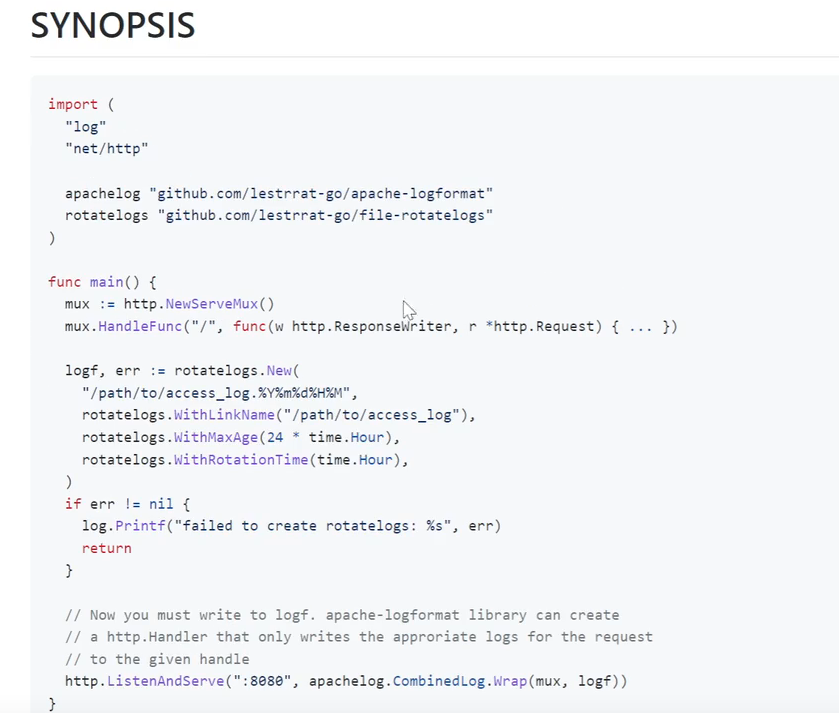 SYNOPSIS
import (
  "log"
  "net/http"

  apachelog "github.com/lestrrat-go/apache-logformat"
  rotatelogs "github.com/lestrrat-go/file-rotatelogs"
)

func main() {
  mux := http.NewServeMux()
  mux.HandleFunc("/", func(w http.ResponseWriter, r *http.Request) { ... })

  logf, err := rotatelogs.New(
    "/path/to/access_log.%Y%m%d%H%M",
    rotatelogs.WithLinkName("/path/to/access_log"),
    rotatelogs.WithMaxAge(24 * time.Hour),
    rotatelogs.WithRotationTime(time.Hour),
  )
  if err != nil {
    log.Printf("failed to create rotatelogs: %s", err)
    return
  }

  // Now you must write to logf. apache-logformat library can create
  // a http.Handler that only writes the approriate logs for the request
  // to the given handle
  http.ListenAndServe(":8080", apachelog.CombinedLog.Wrap(mux, logf))
}